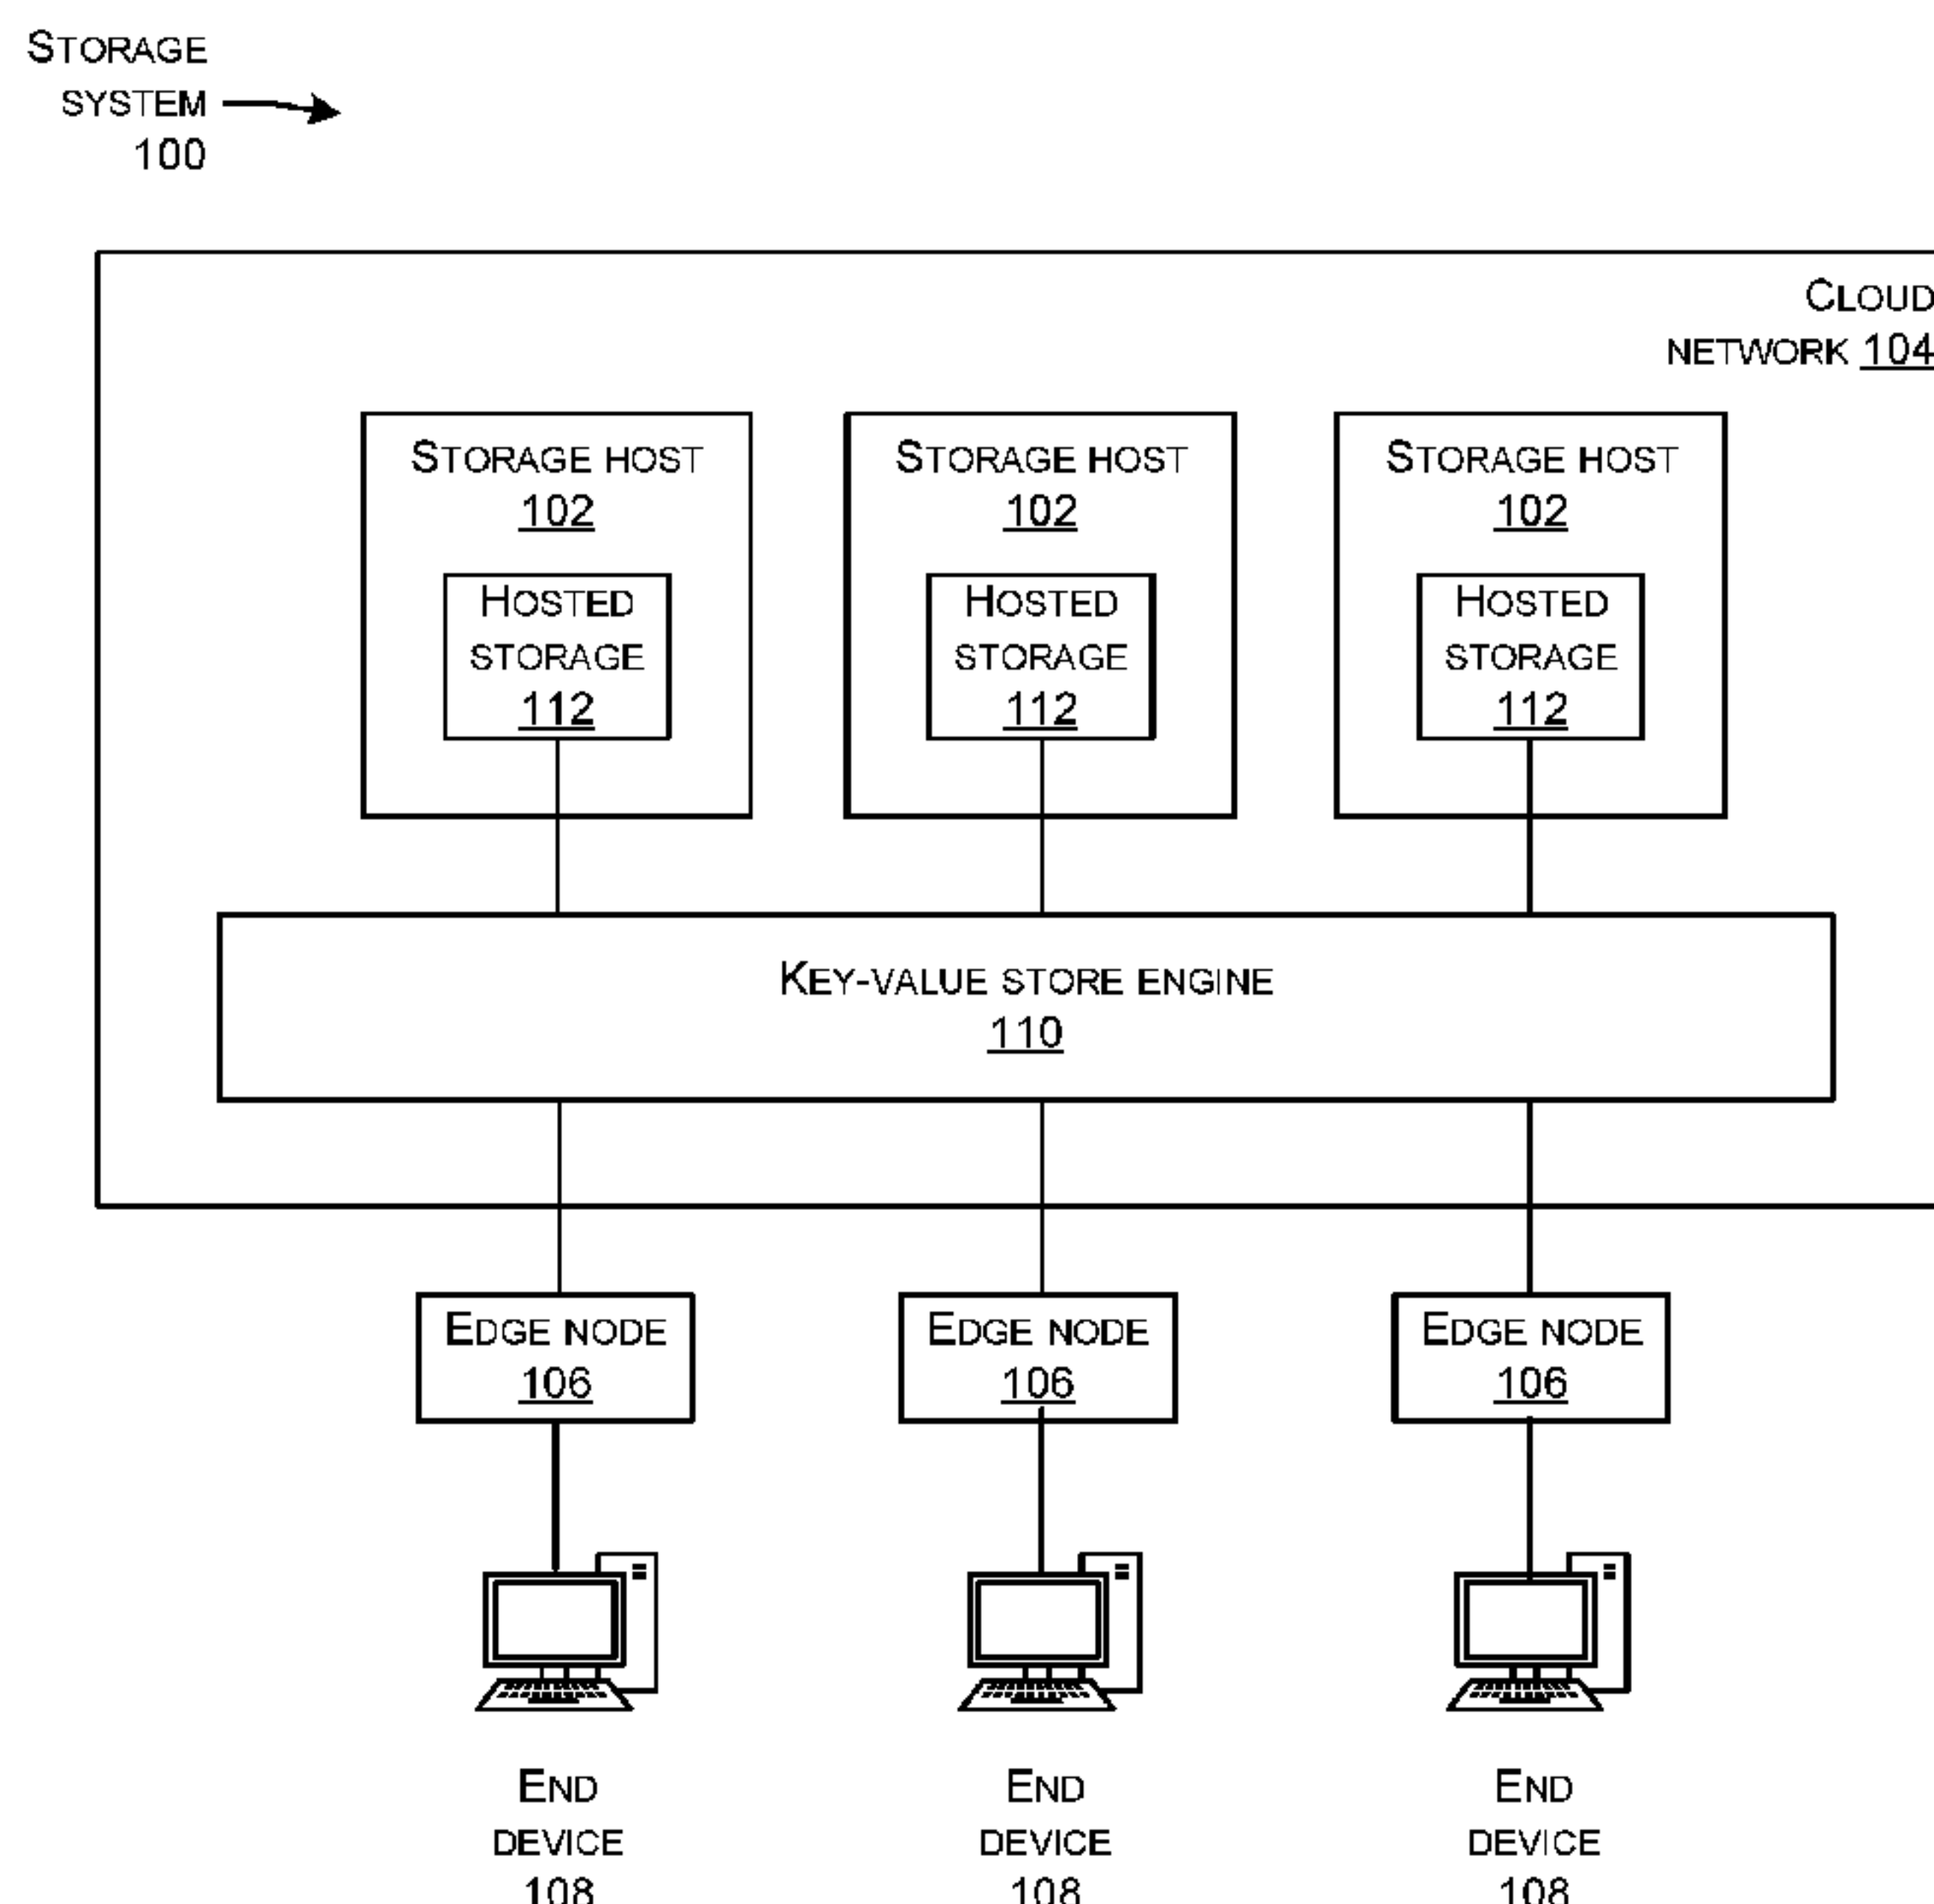 STORAGE
SYSTEM
100
CLOUD
NETWORK 104
STORAGE HOST
102
HOSTED
STORAGE
112
STORAGE HOST
102
HOSTED
STORAGE
112
STORAGE HOST
102
HOSTED
STORAGE
112
KEY-VALUE STORE ENGINE
110
EDGE NODE
106
EDGE NODE
106
EDGE NODE
106
END
DEVICE
108
END
DEVICE
108
END
DEVICE
108